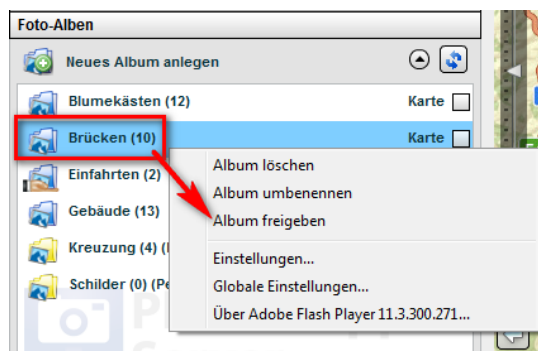 Foto-Alben
Neues Album anlegen
Blumekästen (12) Karte
Brücken (10) Karte
Einfahrten (2)
Gebäude (13)
Kreuzung (4) (
Schilder (0) (Pe
Album löschen
Album umbenennen
Album freigeben
Einstellungen...
Globale Einstellungen...
Über Adobe Flash Player 11.3.300.271...